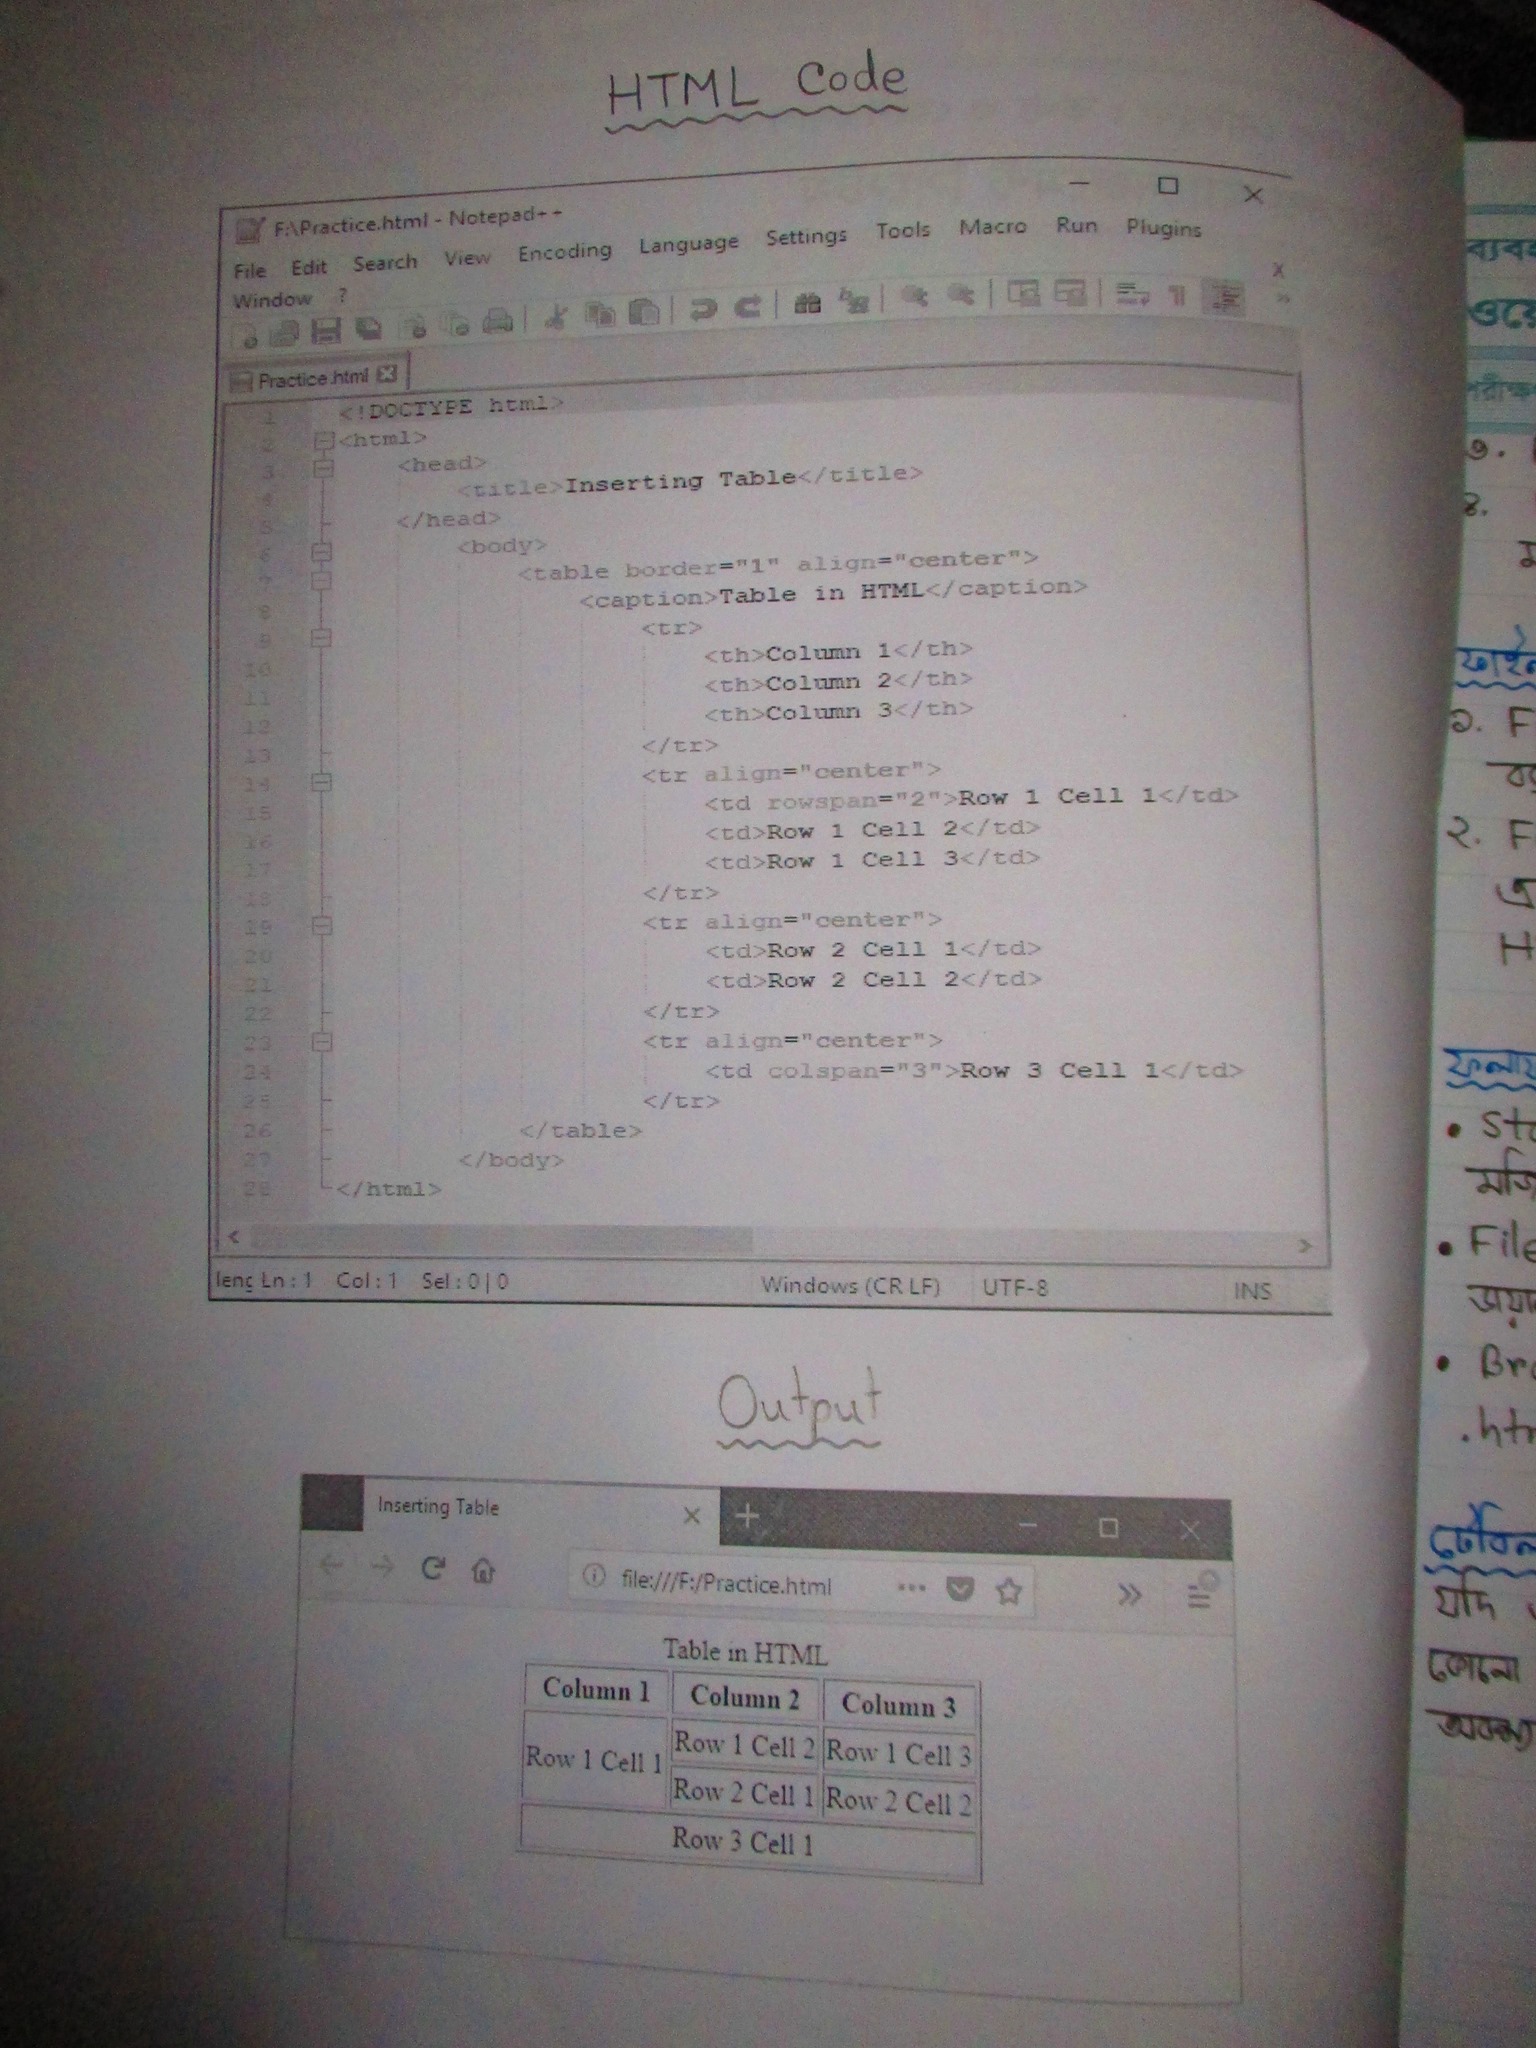 HTML Code
F:\Practice.html - Notepad++
File Edit Search View Encoding Language Settings Tools Macro Run Plugins
Window ?
Practice.html
1 <!DOCTYPE html>
2 <html>
3 <head>
4 <title>Inserting Table</title>
5 </head>
6 <body>
7 <table border="1" align="center">
8 <caption>Table in HTML</caption>
9 <tr>
10 <th>Column 1</th>
11 <th>Column 2</th>
12 <th>Column 3</th>
13 </tr>
14 <tr align="center">
15 <td rowspan="2">Row 1 Cell 1</td>
16 <td>Row 1 Cell 2</td>
17 <td>Row 1 Cell 3</td>
18 </tr>
19 <tr align="center">
20 <td>Row 2 Cell 1</td>
21 <td>Row 2 Cell 2</td>
22 </tr>
23 <tr align="center">
24 <td colspan="3">Row 3 Cell 1</td>
25 </tr>
26 </table>
27 </body>
28 </html>
leng Ln : 1 Col : 1 Sel : 0 | 0 Windows (CR LF) UTF-8 INS
Output
Inserting Table
file:///F:/Practice.html
Table in HTML
Column 1 Column 2 Column 3
Row 1 Cell 1 Row 1 Cell 2 Row 1 Cell 3
Row 2 Cell 1 Row 2 Cell 2
Row 3 Cell 1
৩.
৪.
১. F
২. F
File
.htm
যদি
কোনো